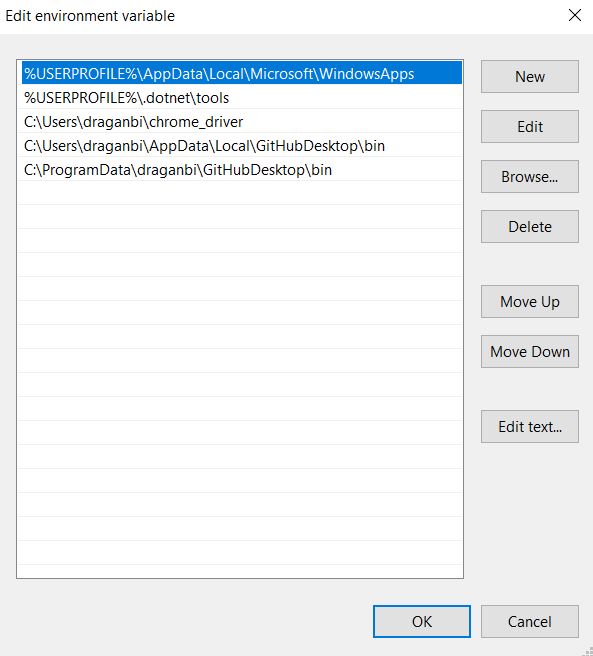 Edit environment variable
%USERPROFILE%\AppData\Local\Microsoft\WindowsApps
%USERPROFILE%\.dotnet\tools
C:\Users\draganbi\chrome_driver
C:\Users\draganbi\AppData\Local\GitHubDesktop\bin
C:\ProgramData\draganbi\GitHubDesktop\bin
New
Edit
Browse...
Delete
Move Up
Move Down
Edit text...
OK
Cancel